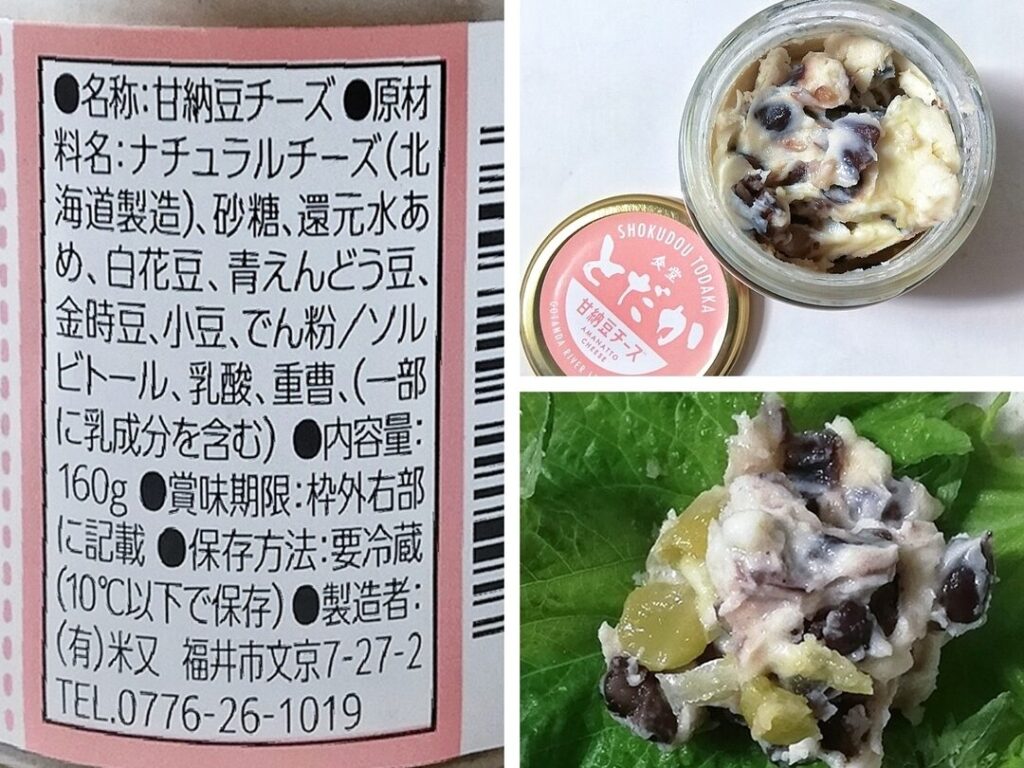 ●名称:甘納豆チーズ ●原材
料名:ナチュラルチーズ(北
海道製造)、砂糖、還元水あ
め、白花豆、青えんどう豆、
金時豆、小豆、でん粉/ソル
ビトール、乳酸、重曹、(一部
に乳成分を含む) ●内容量:
160g ●賞味期限:枠外右部
に記載 ●保存方法:要冷蔵
(10℃以下で保存) ●製造者:
(有)米又 福井市文京7-27-2
TEL.0776-26-1019
SHOKUDOU TODAKA
食堂
とだか
甘納豆チーズ
AMANATTO
CHEESE
GOTANDA RIVER